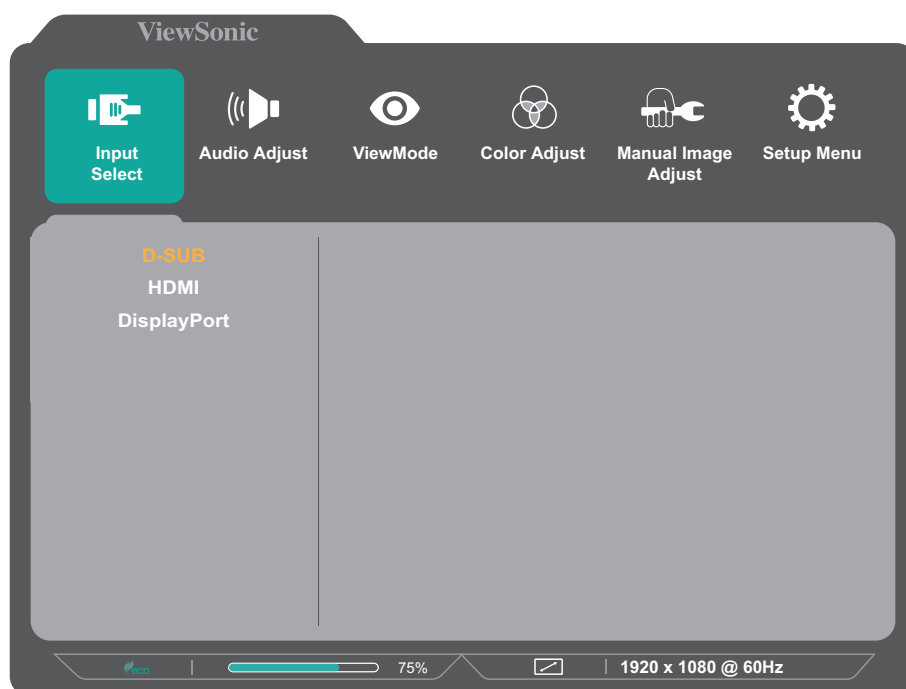 ViewSonic
Input
Select
Audio Adjust
ViewMode
Color Adjust
Manual Image
Adjust
Setup Menu
D-SUB
HDMI
DisplayPort
eco
75%
1920 x 1080 @ 60Hz